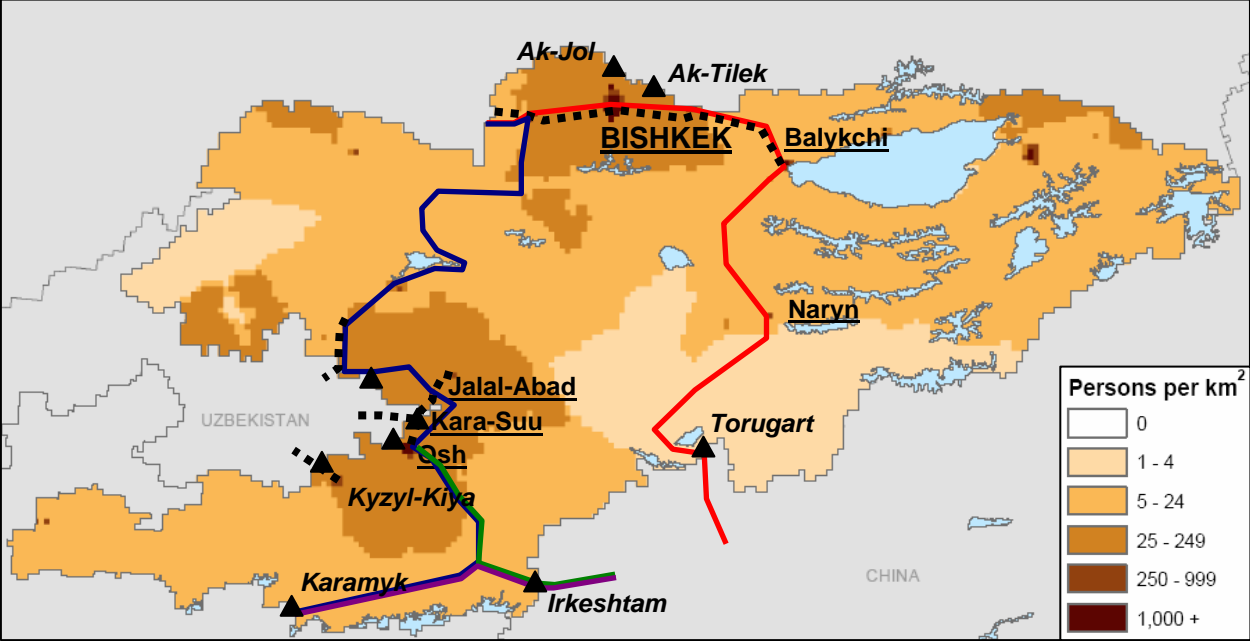 Ak-Jol
Ak-Tilek
BISHKEK
Balykchi
Naryn
Jalal-Abad
UZBEKISTAN
Kara-Suu
Torugart
Osh
Kyzyl-Kiya
CHINA
Karamyk
Irkeshtam
Persons per km²
0
1 - 4
5 - 24
25 - 249
250 - 999
1,000 +